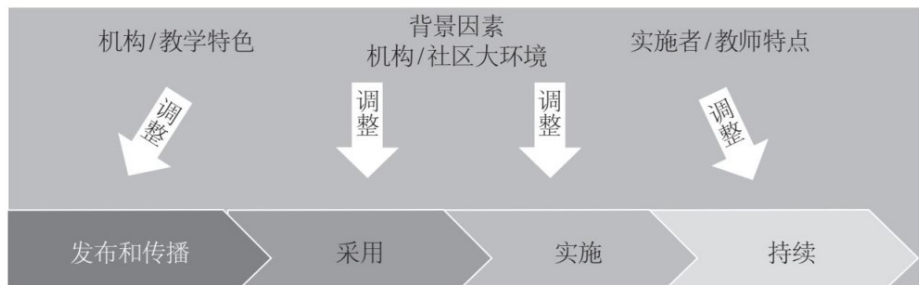 机构/教学特色
背景因素
机构/社区大环境
实施者/教师特点
调整
调整
调整
调整
发布和传播
采用
实施
持续